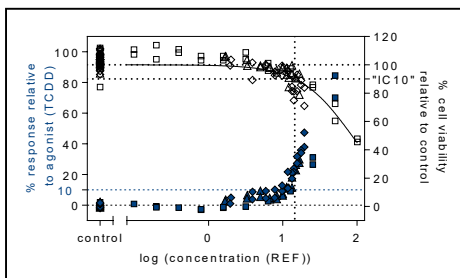 % response relative
to agonist (TCDD)
100
80
60
40
20
10
0
120
100
"IC10"
80
60
40
20
0
% cell viability
relative to control
control
0
1
2
log (concentration (REF))